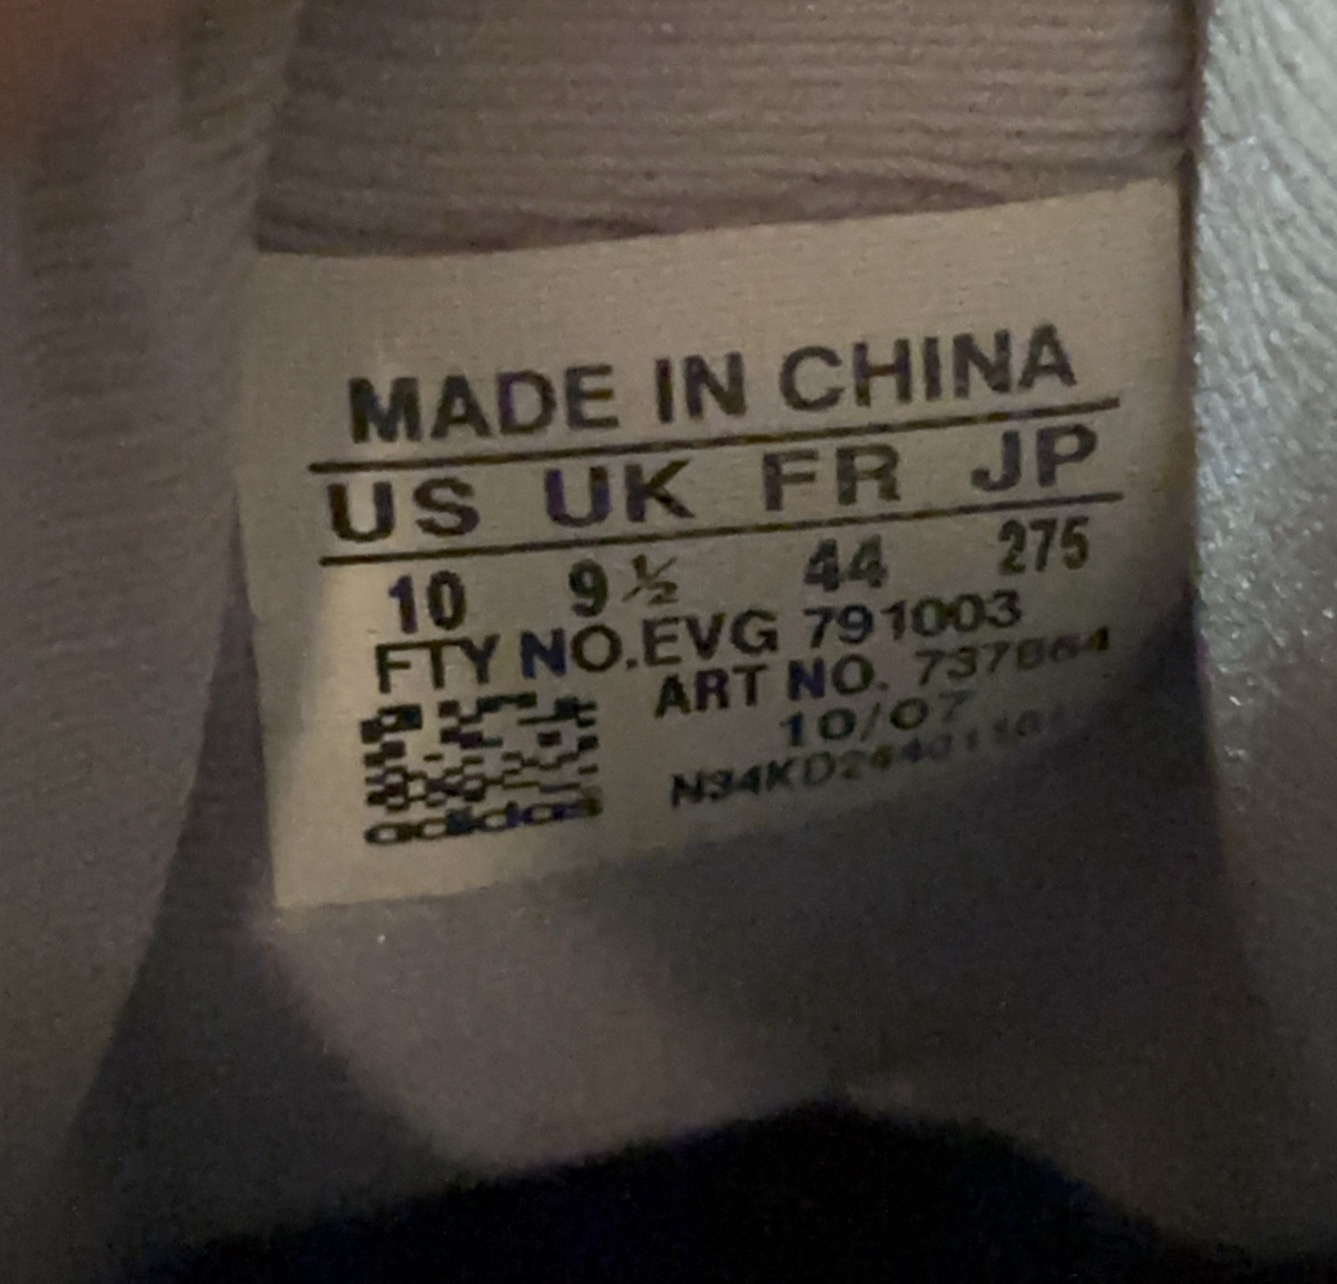 MADE IN CHINA
US UK FR JP
10 9½ 44 275
FTY NO.EVG 791003
ART NO.
10/07
adidas